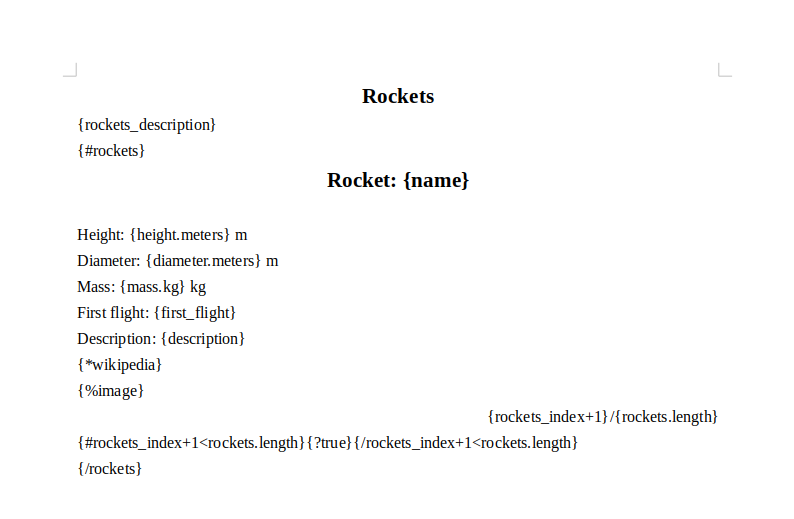 Rockets
{rockets_description}
{#rockets}
Rocket: {name}
Height: {height.meters} m
Diameter: {diameter.meters} m
Mass: {mass.kg} kg
First flight: {first_flight}
Description: {description}
{*wikipedia}
{%image}
{rockets_index+1}/{rockets.length}
{#rockets_index+1<rockets.length}{?true}{/rockets_index+1<rockets.length}
{/rockets}